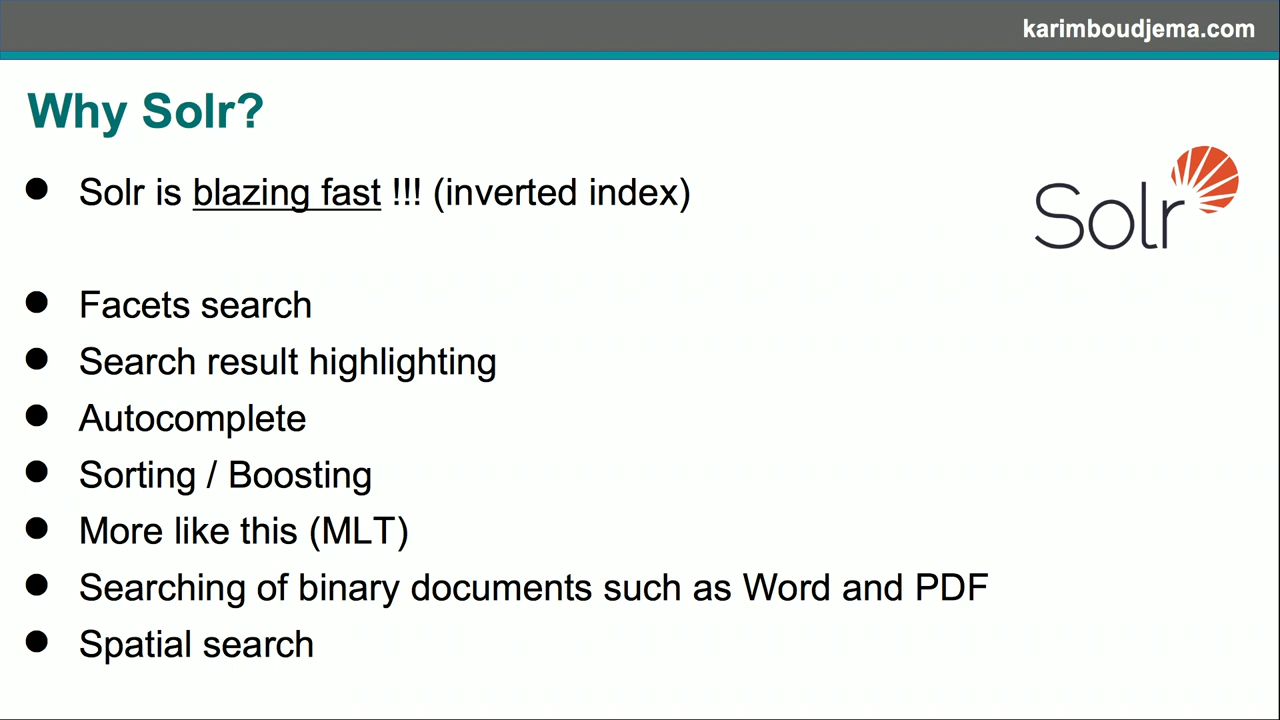 karimboudjema.com
Why Solr?
● Solr is blazing fast !!! (inverted index)
Solr
● Facets search
● Search result highlighting
● Autocomplete
● Sorting / Boosting
● More like this (MLT)
● Searching of binary documents such as Word and PDF
● Spatial search